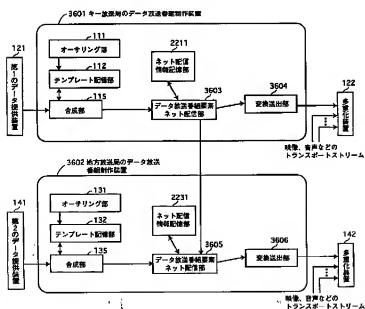 3601 キー放送局のデータ放送番組制作装置
121
第1のデータ提供装置
111
オーサリング部
112
テンプレート記憶部
115
合成部
2211
ネット配信
情報記憶部
3603
データ放送番組要素
ネット配信部
3604
変換送出部
122
多重化装置
映像、音声などの
トランスポートストリーム
3602 地方放送局のデータ放送
番組制作装置
141
第2のデータ提供装置
131
オーサリング部
132
テンプレート記憶部
135
合成部
2231
ネット配信
情報記憶部
3605
データ放送番組要素
ネット配信部
3606
変換送出部
142
多重化装置
映像、音声などの
トランスポートストリーム